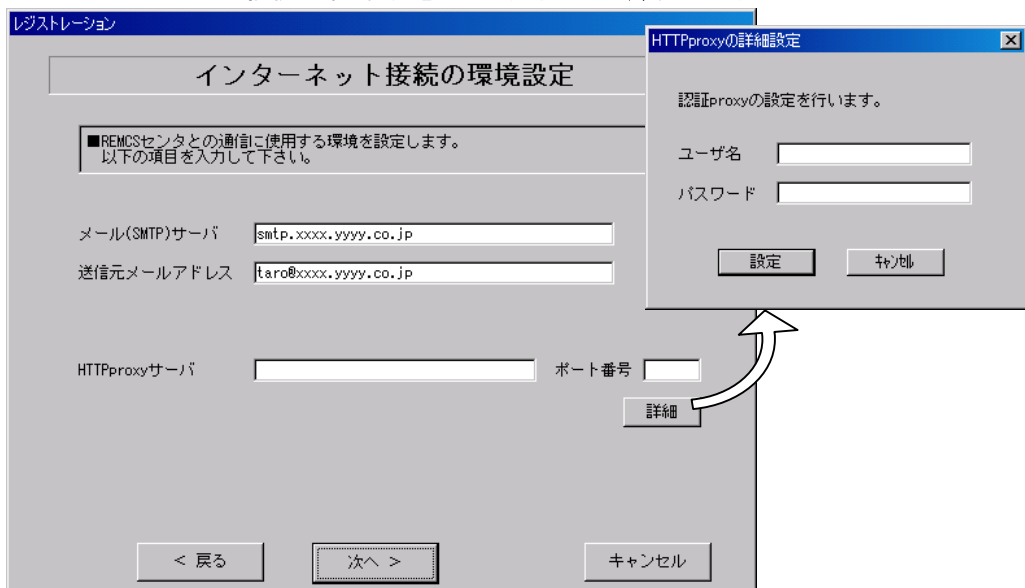 レジストレーション
インターネット接続の環境設定
■REMCSセンタとの通信に使用する環境を設定します。
以下の項目を入力して下さい。
メール(SMTP)サーバ smtp.xxxx.yyyy.co.jp
送信元メールアドレス taro@xxxx.yyyy.co.jp
HTTPproxyサーバ ポート番号
詳細
< 戻る 次へ > キャンセル
HTTPproxyの詳細設定
認証proxyの設定を行います。
ユーザ名
パスワード
設定 ｷｬﾝｾﾙ